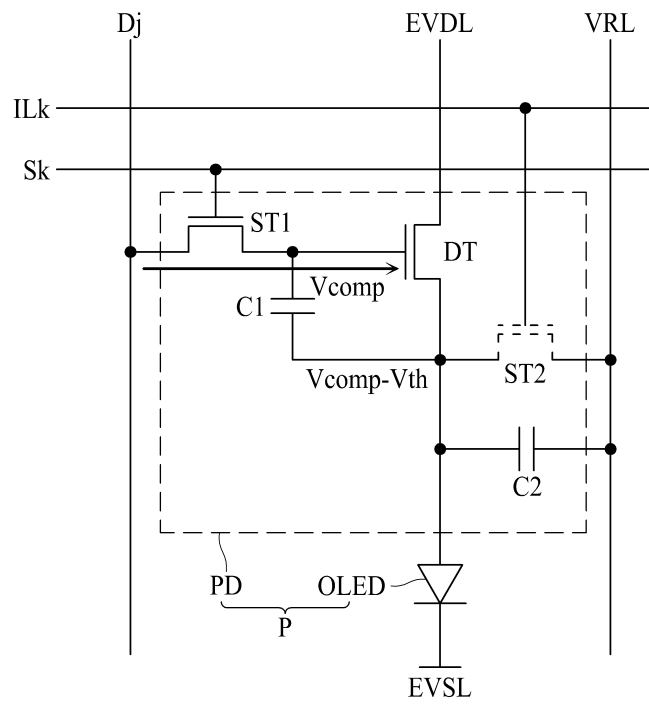 Dj
EVDL
VRL
ILk
Sk
ST1
DT
Vcomp
C1
Vcomp-Vth
ST2
C2
PD
OLED
P
EVSL